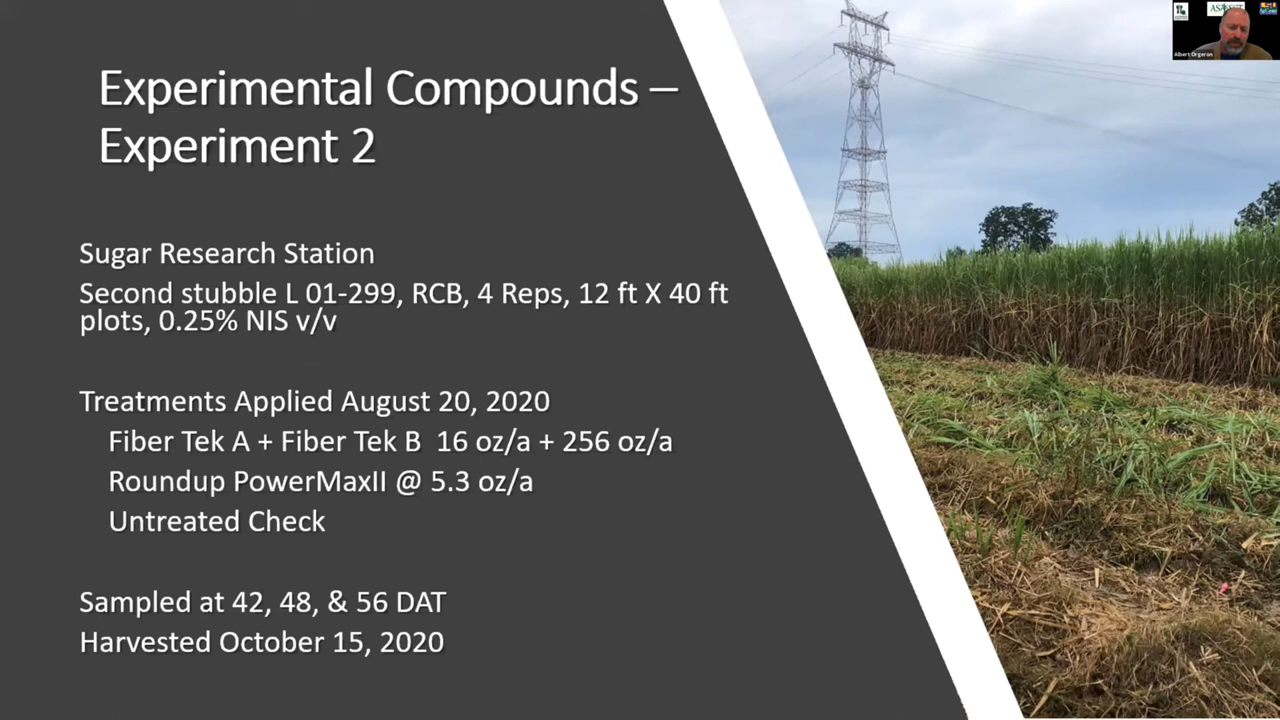 Experimental Compounds –
Experiment 2
Sugar Research Station
Second stubble L 01-299, RCB, 4 Reps, 12 ft X 40 ft
plots, 0.25% NIS v/v
Treatments Applied August 20, 2020
Fiber Tek A + Fiber Tek B 16 oz/a + 256 oz/a
Roundup PowerMaxII @ 5.3 oz/a
Untreated Check
Sampled at 42, 48, & 56 DAT
Harvested October 15, 2020
Albert Orgeron